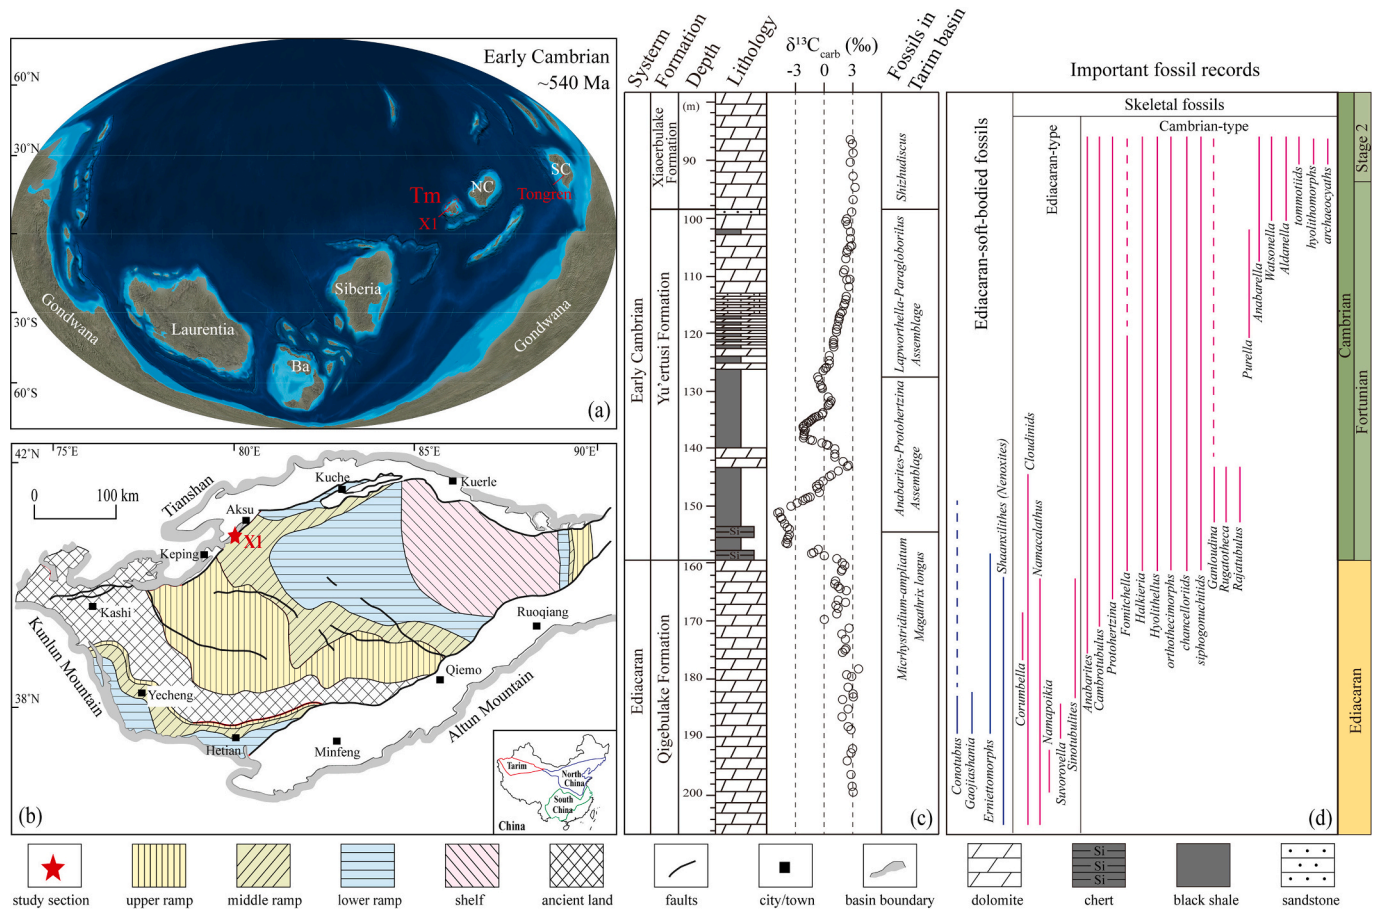 Early Cambrian
~540 Ma
60°N
30°N
0°
30°S
60°S
Gondwana
Laurentia
Ba
Siberia
Tm
X1
NC
SC
Tongren
Gondwana
(a)
42°N
75°E
80°E
85°E
90°E
0
100 km
Tianshan
Kuche
Kuerle
Aksu
X1
Keping
Kashi
Ruoqiang
Kunlun Mountain
Yecheng
Qiemo
38°N
Altun Mountain
Hetian
Minfeng
Tarim
North China
South China
China
(b)
Systerm
Formation
Depth
Lithology
δ13Ccarb (‰)
-3 0 3
Fossils in
Tarim basin
(m)
90
100
110
120
130
140
150
160
170
180
190
200
Early Cambrian
Ediacaran
Xiaoerbulake
Formation
Yu'ertusi Formation
Qigebulake Formation
Si
Si
Shizhudiscus
Lapworthella-Paragloborilus
Assemblage
Anabarites-Protohertzina
Assemblage
Micrhystridium-ampliatum
Magathrix longus
(c)
Important fossil records
Skeletal fossils
Ediacaran-soft-bodied fossils
Ediacaran-type
Cambrian-type
Conotubus
Gaojiashania
Erniettomorphs
Shaanxilithes (Nenoxites)
Corumbella
Cloudinids
Namacalathus
Namapoikia
Suvorovella
Sinotubulites
Anabarites
Cambrotubulus
Protohertzina
Fomitchella
Halkieria
Hyolithellus
orthothecimorphs
chancelloriids
siphogonuchitids
Ganloudina
Rugatotheca
Rajatubulus
Purella
Anabarella
Watsonella
Aldanella
tommotiids
hyolithomorphs
archaeocyaths
Stage 2
Cambrian
Fortunian
Ediacaran
(d)
Si
Si
study section
upper ramp
middle ramp
lower ramp
shelf
ancient land
faults
city/town
basin boundary
dolomite
chert
black shale
sandstone